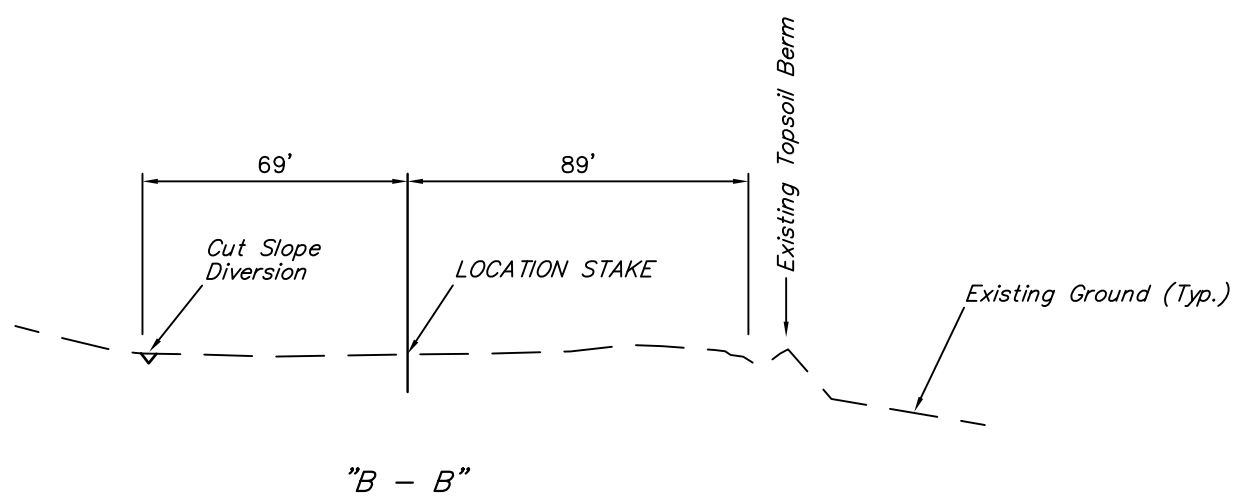 Existing Topsoil Berm
69'
89'
Cut Slope
Diversion
LOCATION STAKE
Existing Ground (Typ.)
"B – B"